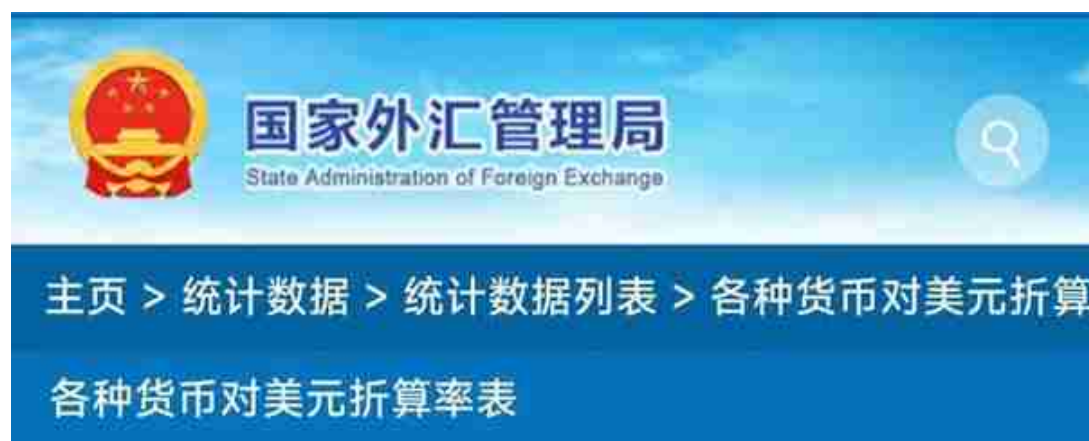 国家外汇管理局
State Administration of Foreign Exchange
主页 > 统计数据 > 统计数据列表 > 各种货币对美元折算
各种货币对美元折算率表